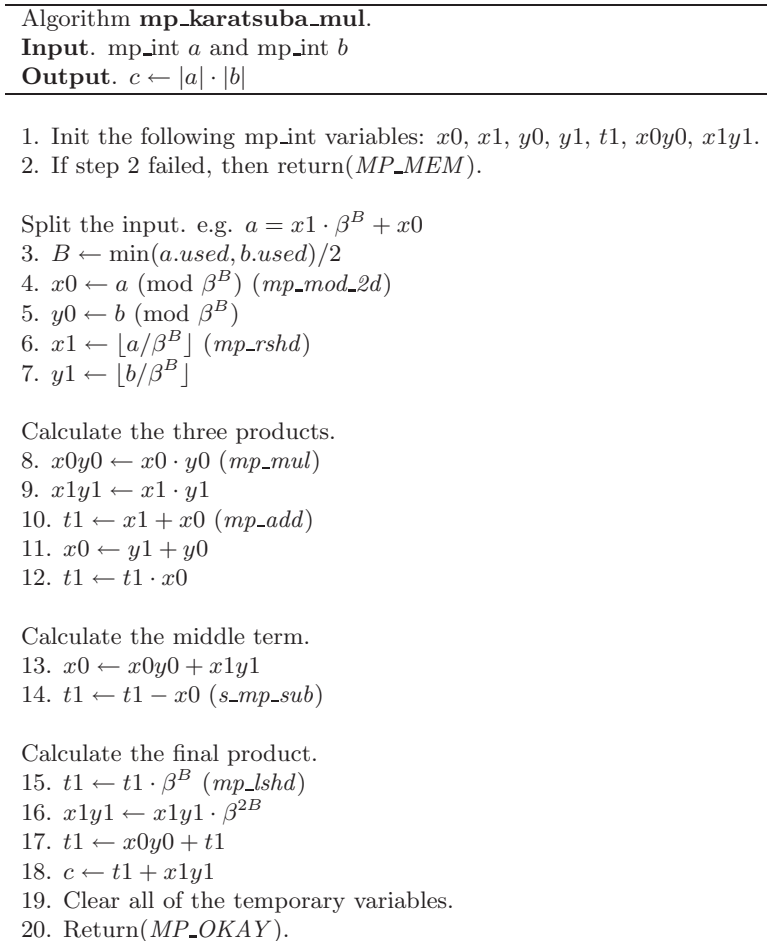 Algorithm mp_karatsuba_mul.
Input. mp_int a and mp_int b
Output. c ← |a| · |b|
1. Init the following mp_int variables: x0, x1, y0, y1, t1, x0y0, x1y1.
2. If step 2 failed, then return(MP_MEM).
Split the input. e.g. a = x1 · β^B + x0
3. B ← min(a.used, b.used)/2
4. x0 ← a (mod β^B) (mp_mod_2d)
5. y0 ← b (mod β^B)
6. x1 ← ⌊a/β^B⌋ (mp_rshd)
7. y1 ← ⌊b/β^B⌋
Calculate the three products.
8. x0y0 ← x0 · y0 (mp_mul)
9. x1y1 ← x1 · y1
10. t1 ← x1 + x0 (mp_add)
11. x0 ← y1 + y0
12. t1 ← t1 · x0
Calculate the middle term.
13. x0 ← x0y0 + x1y1
14. t1 ← t1 − x0 (s_mp_sub)
Calculate the final product.
15. t1 ← t1 · β^B (mp_lshd)
16. x1y1 ← x1y1 · β^2B
17. t1 ← x0y0 + t1
18. c ← t1 + x1y1
19. Clear all of the temporary variables.
20. Return(MP_OKAY).